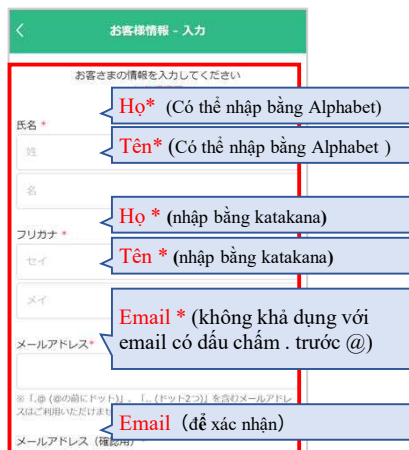 お客様情報 - 入力
お客さまの情報を入力してください
Họ* (Có thể nhập bằng Alphabet)
氏名 *
姓
Tên* (Có thể nhập bằng Alphabet )
名
Họ * (nhập bằng katakana)
フリガナ *
セイ
Tên * (nhập bằng katakana)
メイ
Email * (không khả dụng với
email có dấu chấm . trước @)
メールアドレス*
※「.@ (@の前にドット)」、「.. (ドット2つ)」を含むメールアドレ
スはご利用いただけませ
Email (để xác nhận)
メールアドレス（確認用）